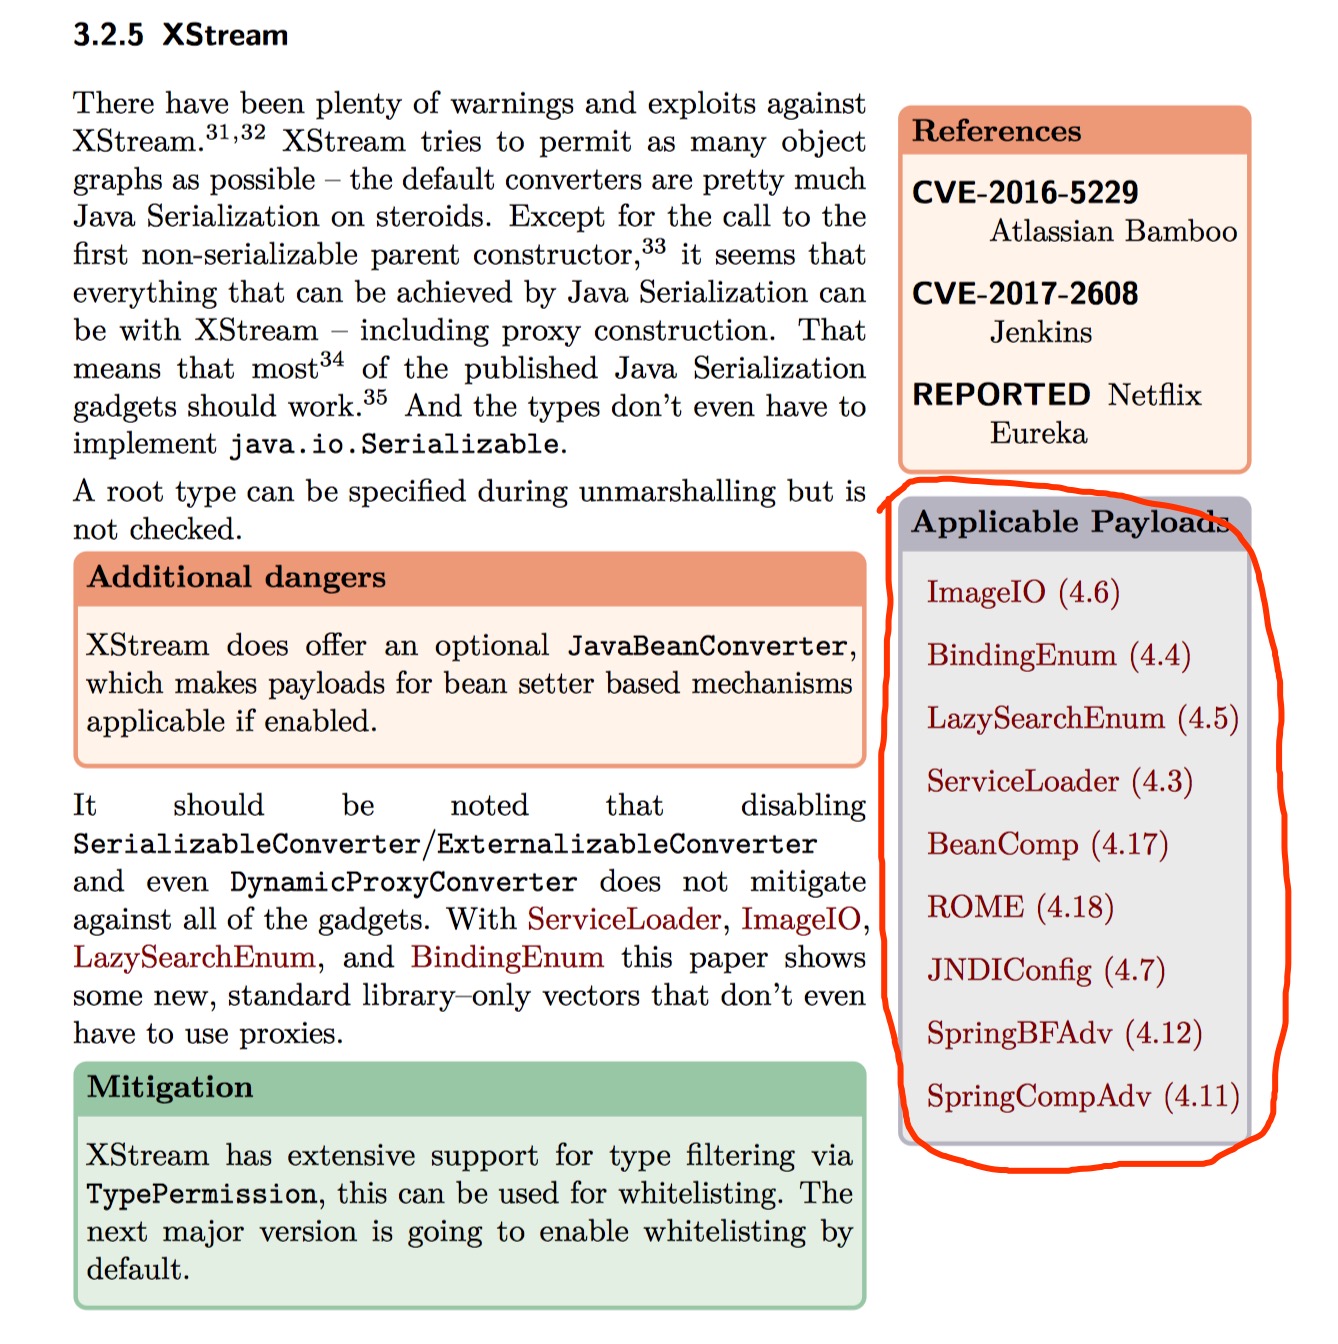 3.2.5 XStream
There have been plenty of warnings and exploits against
XStream.31,32 XStream tries to permit as many object
graphs as possible – the default converters are pretty much
Java Serialization on steroids. Except for the call to the
first non-serializable parent constructor,33 it seems that
everything that can be achieved by Java Serialization can
be with XStream – including proxy construction. That
means that most34 of the published Java Serialization
gadgets should work.35 And the types don't even have to
implement java.io.Serializable.
A root type can be specified during unmarshalling but is
not checked.
Additional dangers
XStream does offer an optional JavaBeanConverter,
which makes payloads for bean setter based mechanisms
applicable if enabled.
It should be noted that disabling
SerializableConverter/ExternalizableConverter
and even DynamicProxyConverter does not mitigate
against all of the gadgets. With ServiceLoader, ImageIO,
LazySearchEnum, and BindingEnum this paper shows
some new, standard library–only vectors that don't even
have to use proxies.
Mitigation
XStream has extensive support for type filtering via
TypePermission, this can be used for whitelisting. The
next major version is going to enable whitelisting by
default.
References
CVE-2016-5229
Atlassian Bamboo
CVE-2017-2608
Jenkins
REPORTED Netflix
Eureka
Applicable Payloads
ImageIO (4.6)
BindingEnum (4.4)
LazySearchEnum (4.5)
ServiceLoader (4.3)
BeanComp (4.17)
ROME (4.18)
JNDIConfig (4.7)
SpringBFAdv (4.12)
SpringCompAdv (4.11)